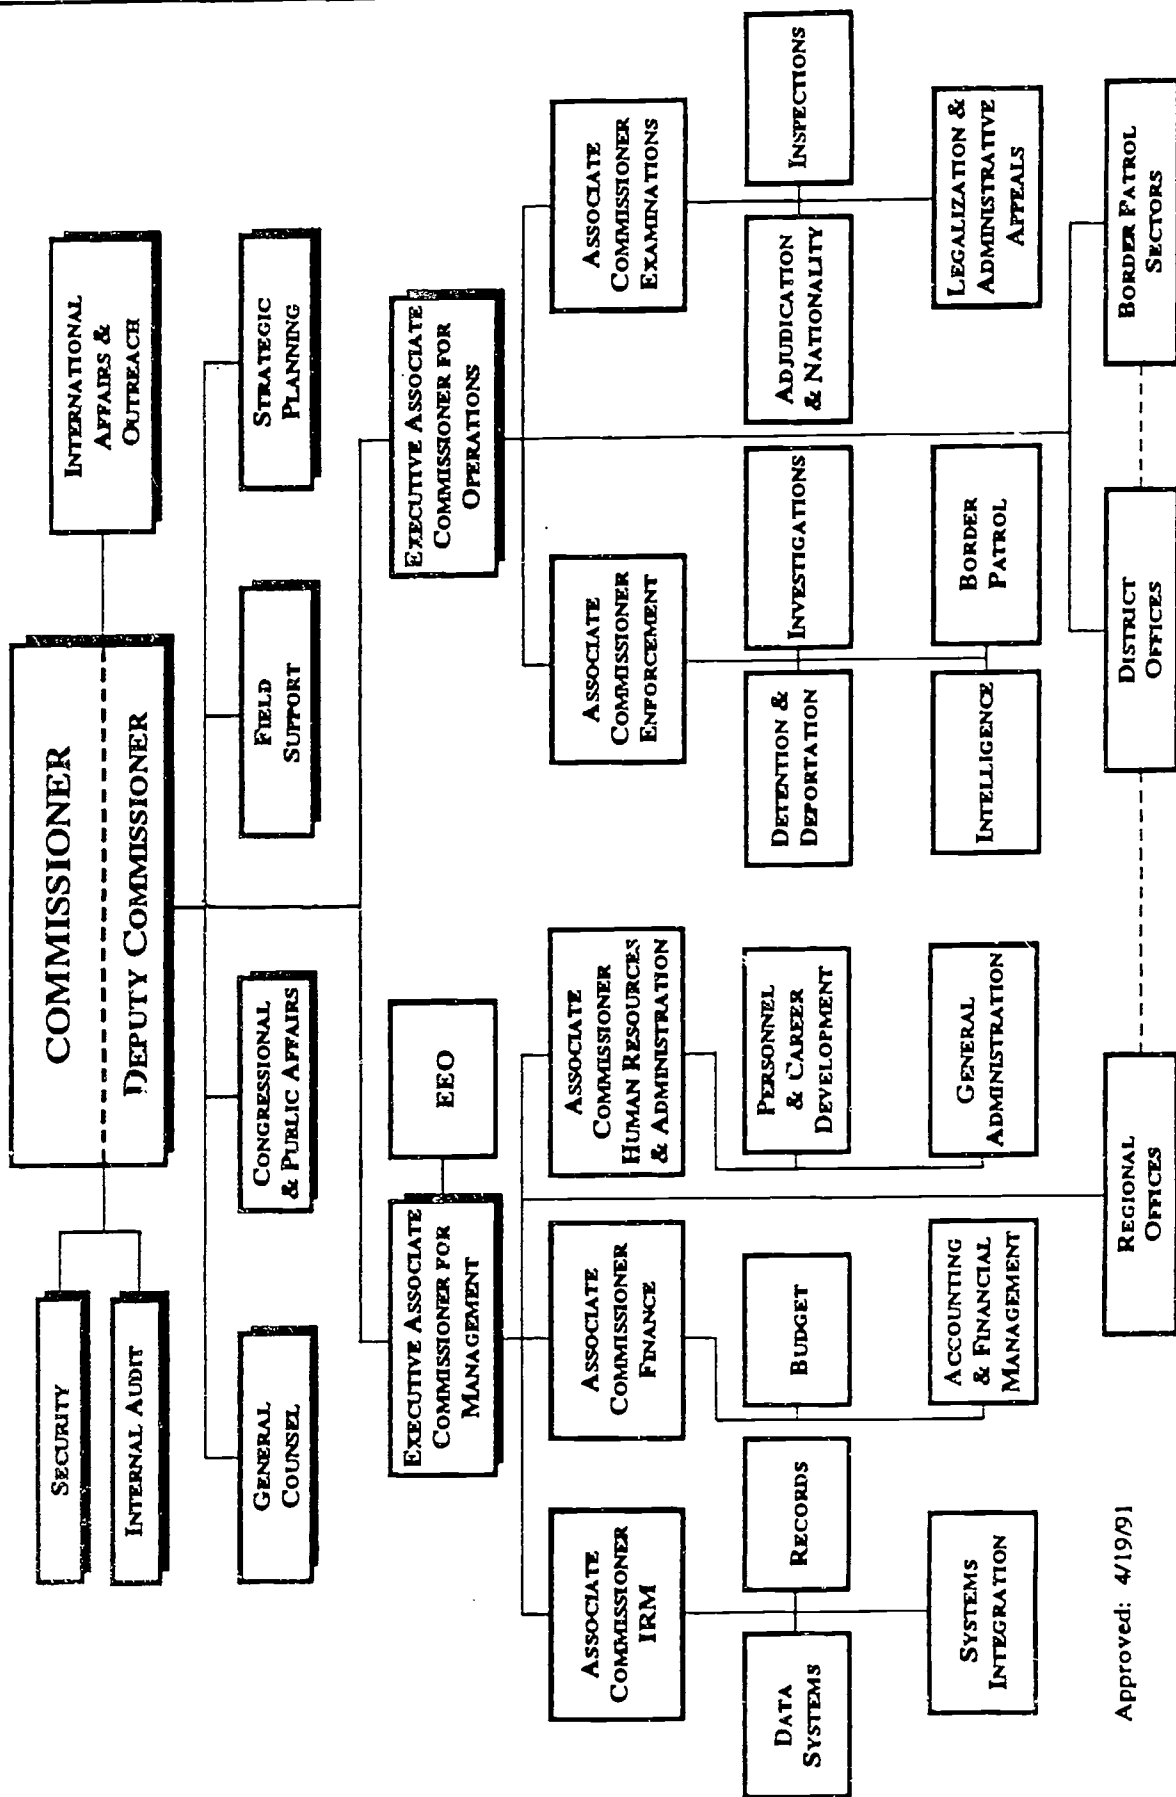 COMMISSIONER
DEPUTY COMMISSIONER
SECURITY
INTERNAL AUDIT
INTERNATIONAL
AFFAIRS &
OUTREACH
GENERAL
COUNSEL
CONGRESSIONAL
& PUBLIC AFFAIRS
FIELD
SUPPORT
STRATEGIC
PLANNING
EXECUTIVE ASSOCIATE
COMMISSIONER FOR
MANAGEMENT
EEO
EXECUTIVE ASSOCIATE
COMMISSIONER FOR
OPERATIONS
ASSOCIATE
COMMISSIONER
IRM
ASSOCIATE
COMMISSIONER
FINANCE
ASSOCIATE
COMMISSIONER
HUMAN RESOURCES
& ADMINISTRATION
ASSOCIATE
COMMISSIONER
ENFORCEMENT
ASSOCIATE
COMMISSIONER
EXAMINATIONS
DATA
SYSTEMS
RECORDS
BUDGET
PERSONNEL
& CAREER
DEVELOPMENT
DETENTION &
DEPORTATION
INVESTIGATIONS
ADJUDICATION
& NATIONALITY
INSPECTIONS
SYSTEMS
INTEGRATION
ACCOUNTING
& FINANCIAL
MANAGEMENT
GENERAL
ADMINISTRATION
INTELLIGENCE
BORDER
PATROL
LEGALIZATION &
ADMINISTRATIVE
APPEALS
REGIONAL
OFFICES
DISTRICT
OFFICES
BORDER PATROL
SECTORS
Approved: 4/19/91